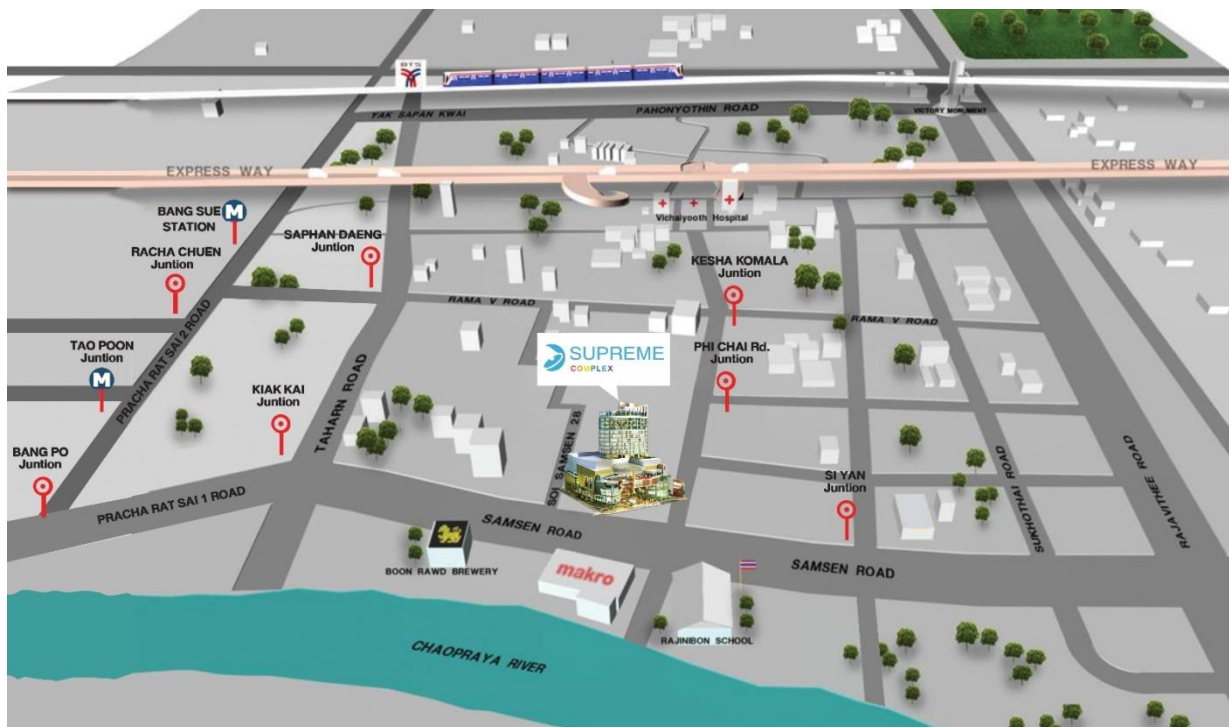 BTS
YAK SAPAN KWAI
PAHONYOTHIN ROAD
VICTORY MONUMENT
EXPRESS WAY
EXPRESS WAY
BANG SUE
STATION
M
Vichaiyooth Hospital
SAPHAN DAENG
Juntion
RACHA CHUEN
Juntion
KESHA KOMALA
Juntion
RAMA V ROAD
RAMA V ROAD
TAO POON
Juntion
M
PRACHA RAT SAI 2 ROAD
SUPREME
COMPLEX
PHI CHAI Rd.
Juntion
KIAK KAI
Juntion
TAHARN ROAD
SOI SAMSEN 28
BANG PO
Juntion
SI YAN
Juntion
SUKHOTHAI ROAD
RAJAVITHEE ROAD
PRACHA RAT SAI 1 ROAD
SAMSEN ROAD
SAMSEN ROAD
BOON RAWD BREWERY
makro
RAJINIBON SCHOOL
CHAOPRAYA RIVER